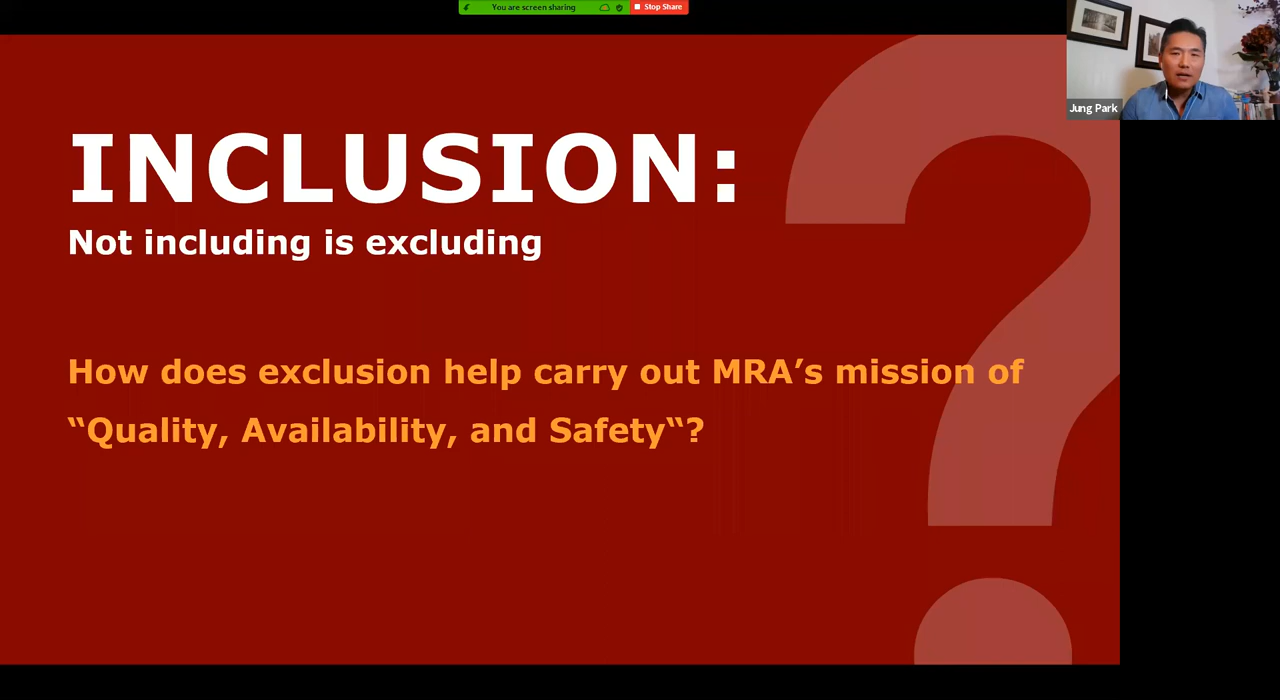 You are screen sharing
Stop Share
Jung Park
INCLUSION:
Not including is excluding
How does exclusion help carry out MRA’s mission of
“Quality, Availability, and Safety“?